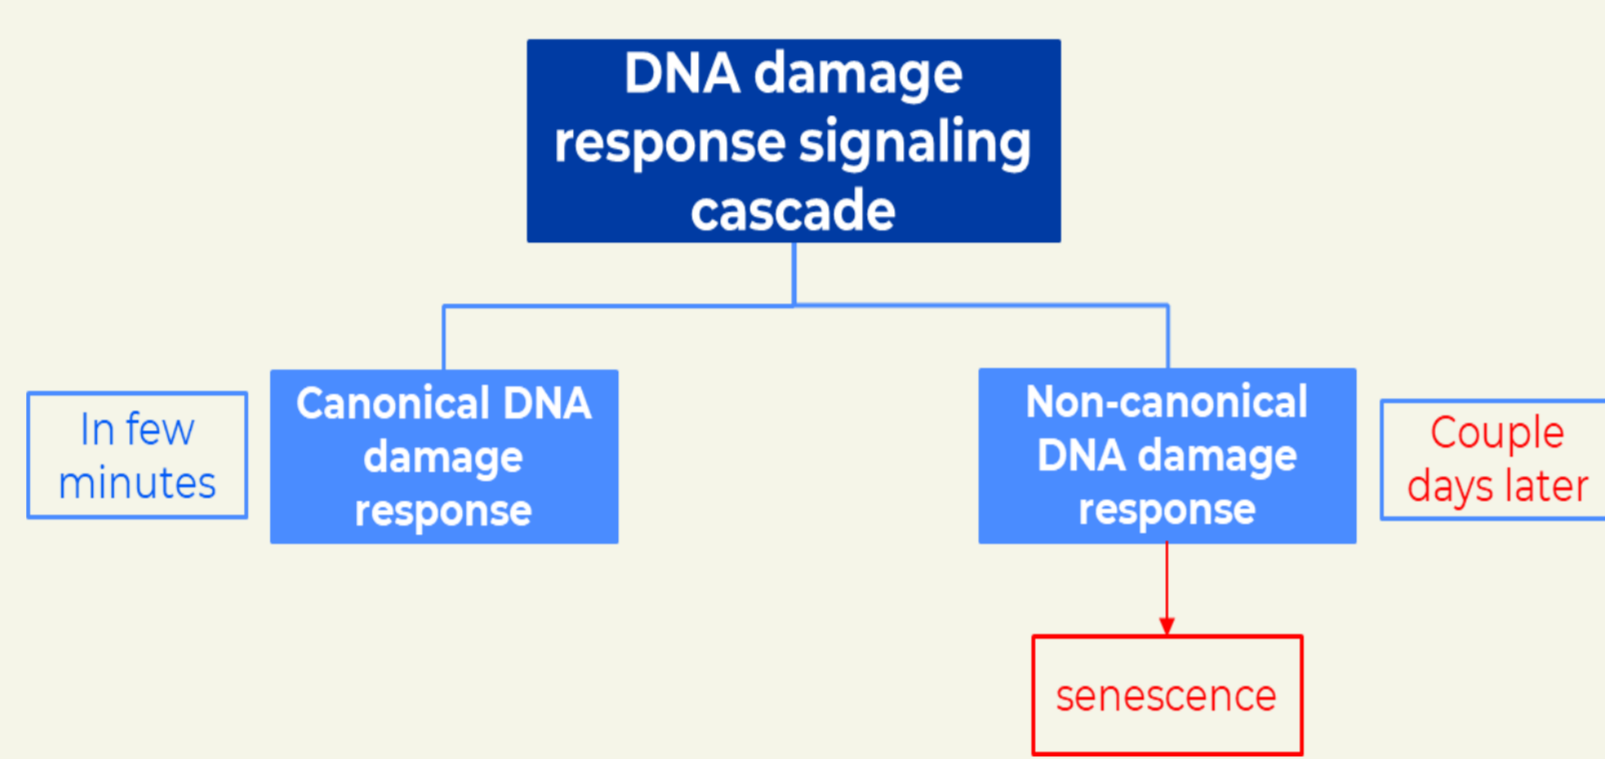 DNA damage
response signaling
cascade
In few
minutes
Canonical DNA
damage
response
Non-canonical
DNA damage
response
Couple
days later
senescence